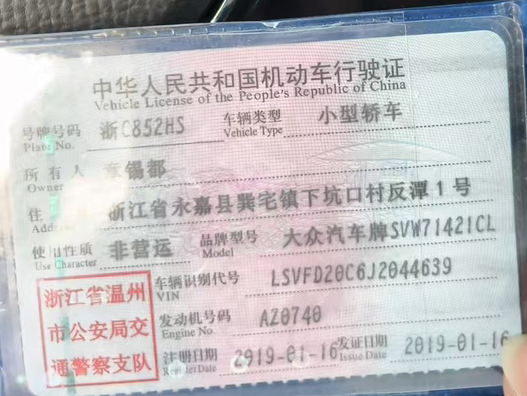 中华人民共和国机动车行驶证
Vehicle License of the People's Republic of China
号牌号码 浙C852HS 车辆类型 小型轿车
Plate No. Vehicle Type
所有人 锡都
Owner
住 浙江省永嘉县巽宅镇下坑口村反潭1号
Address
使用性质 非营运 品牌型号 大众汽车牌SVW71421CL
Use Character Model
浙江省温州
市公安局交
通警察支队
车辆识别代号 LSVFD20C6J2044639
VIN
发动机号码 AZ0740
Engine No.
注册日期 2019-01-16 发证日期 2019-01-16
Register Date Issue Date